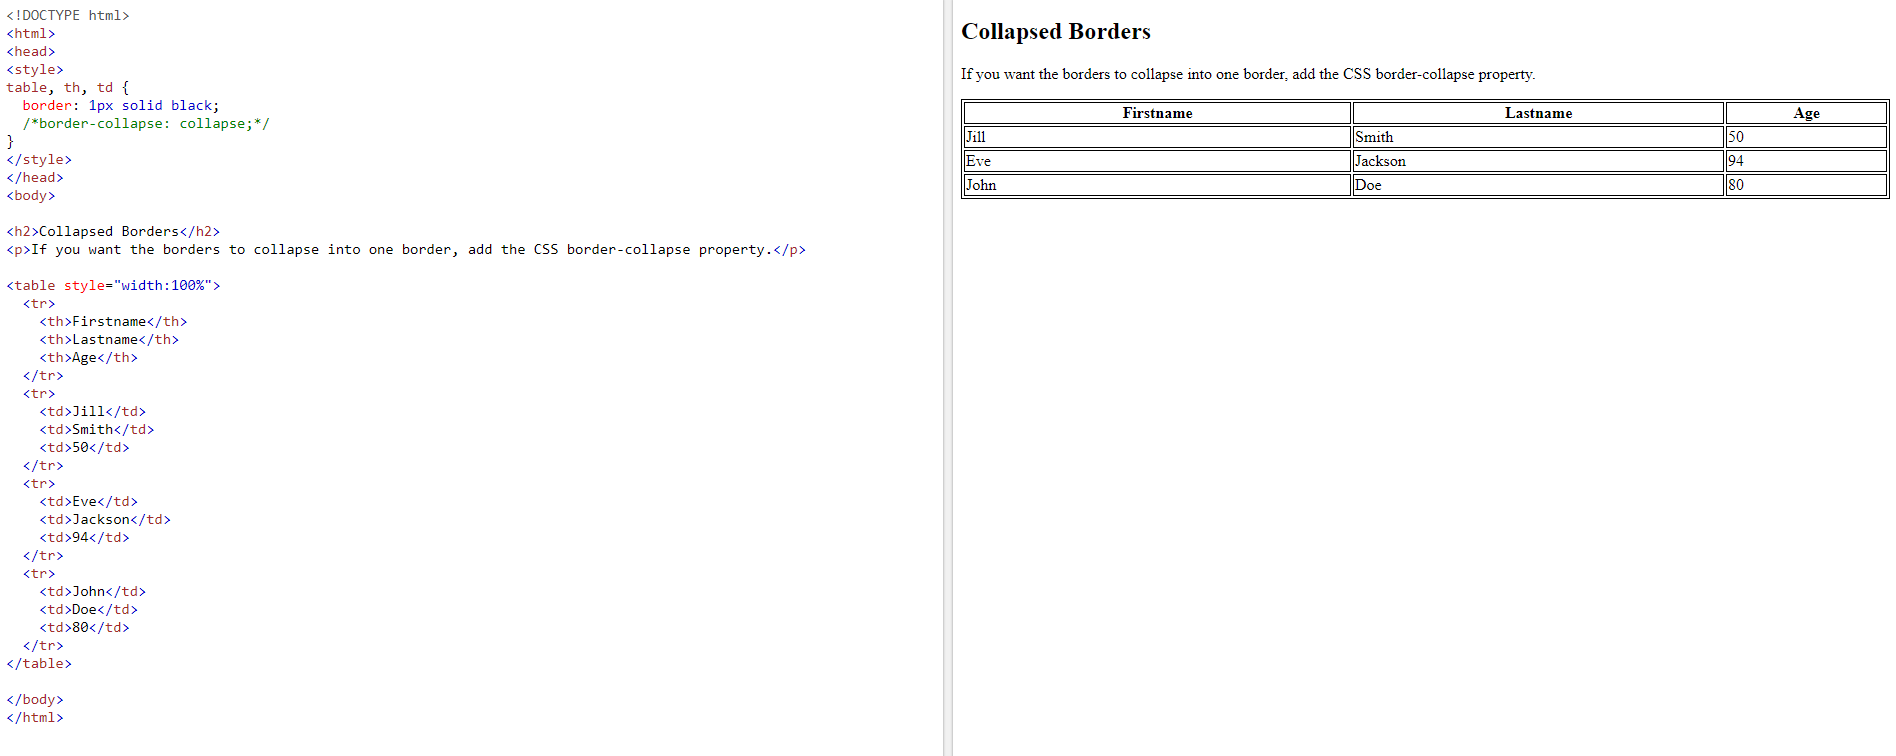 <!DOCTYPE html>
<html>
<head>
<style>
table, th, td {
  border: 1px solid black;
  /*border-collapse: collapse;*/
}
</style>
</head>
<body>

<h2>Collapsed Borders</h2>
<p>If you want the borders to collapse into one border, add the CSS border-collapse property.</p>

<table style="width:100%">
  <tr>
    <th>Firstname</th>
    <th>Lastname</th>
    <th>Age</th>
  </tr>
  <tr>
    <td>Jill</td>
    <td>Smith</td>
    <td>50</td>
  </tr>
  <tr>
    <td>Eve</td>
    <td>Jackson</td>
    <td>94</td>
  </tr>
  <tr>
    <td>John</td>
    <td>Doe</td>
    <td>80</td>
  </tr>
</table>

</body>
</html>
Collapsed Borders
If you want the borders to collapse into one border, add the CSS border-collapse property.
Firstname Lastname Age
Jill Smith 50
Eve Jackson 94
John Doe 80